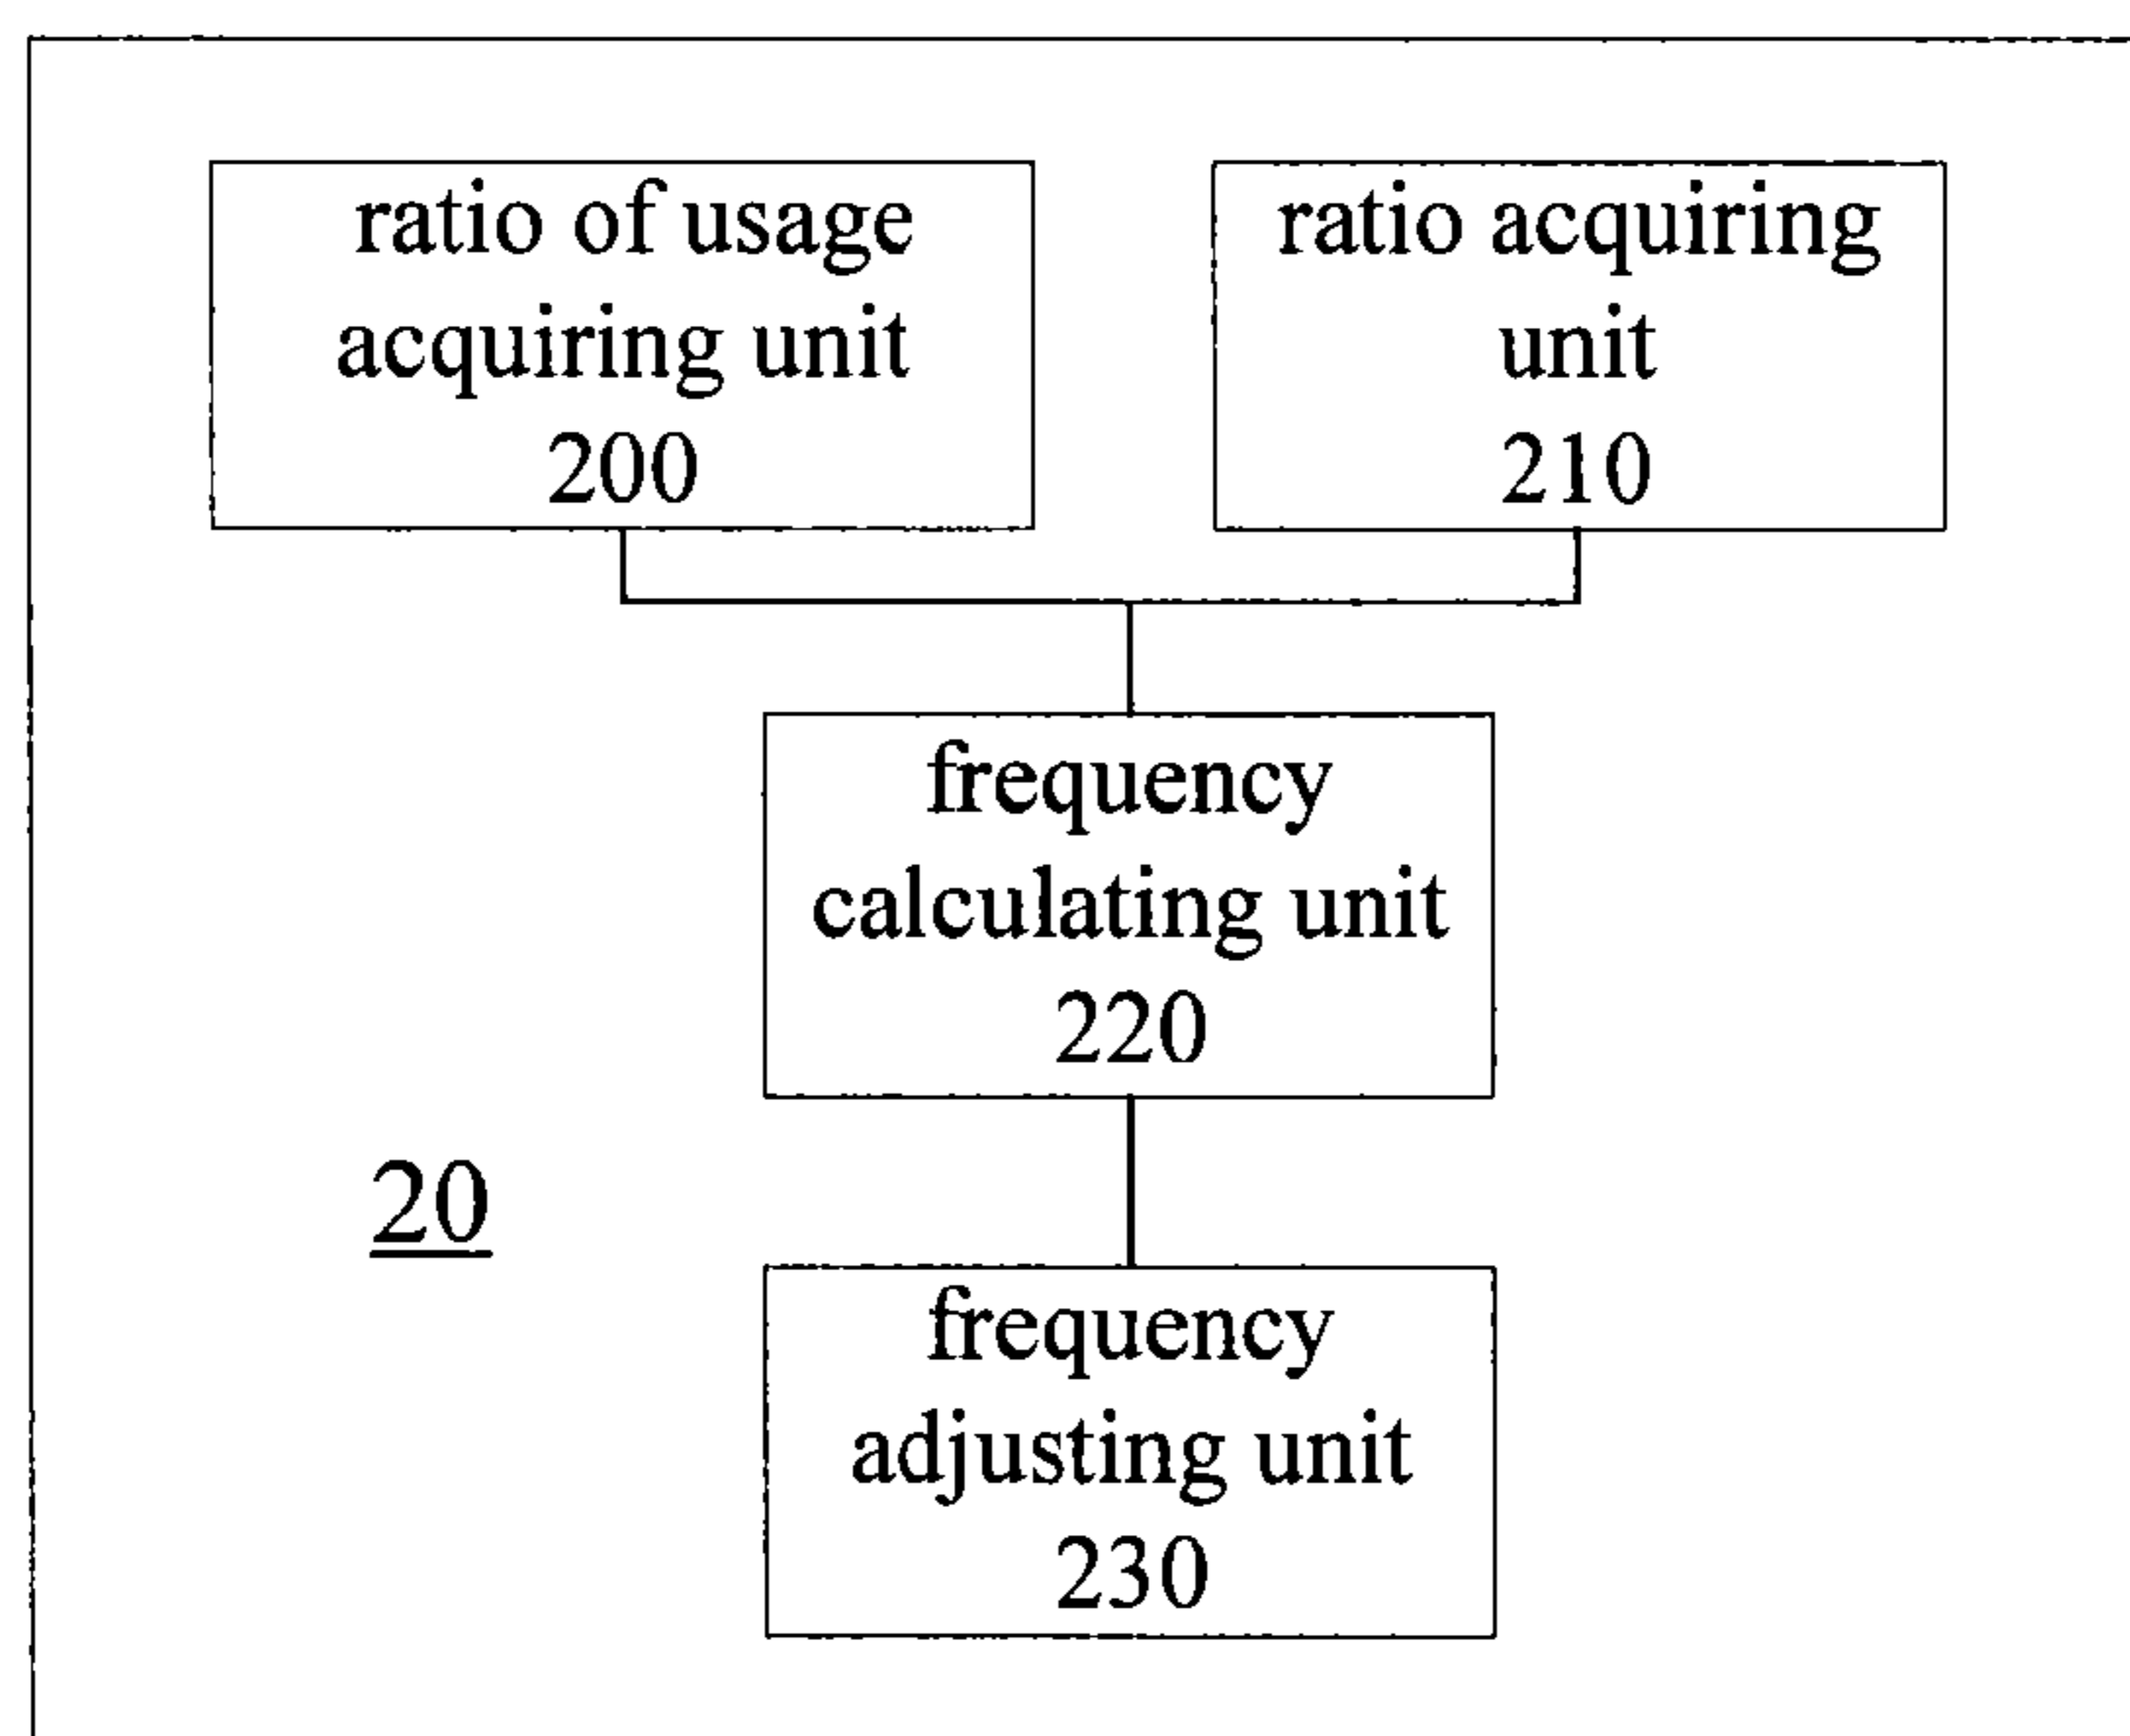 ratio of usage
acquiring unit
200
ratio acquiring
unit
210
frequency
calculating unit
220
20
frequency
adjusting unit
230